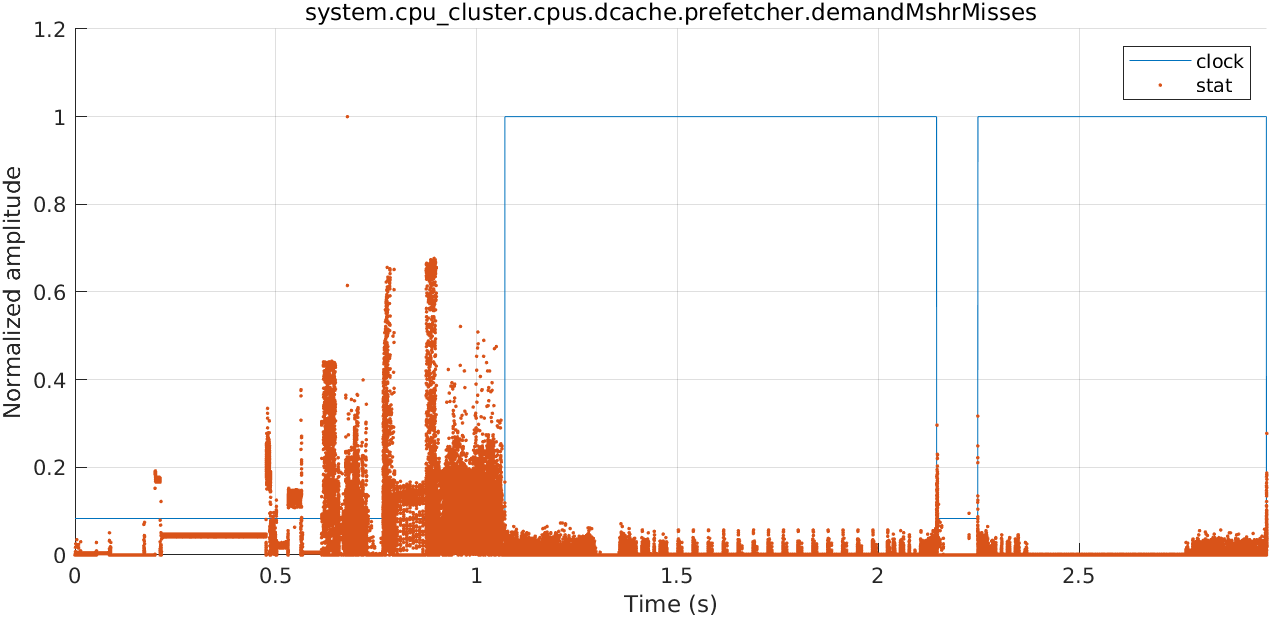 system.cpu_cluster.cpus.dcache.prefetcher.demandMshrMisses
1.2
1
0.8
0.6
0.4
0.2
0
Normalized amplitude
clock
stat
0
0.5
1
1.5
2
2.5
Time (s)